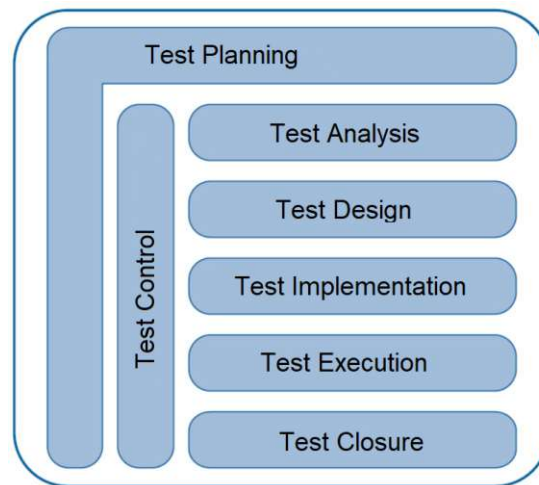 Test Planning
Test Control
Test Analysis
Test Design
Test Implementation
Test Execution
Test Closure